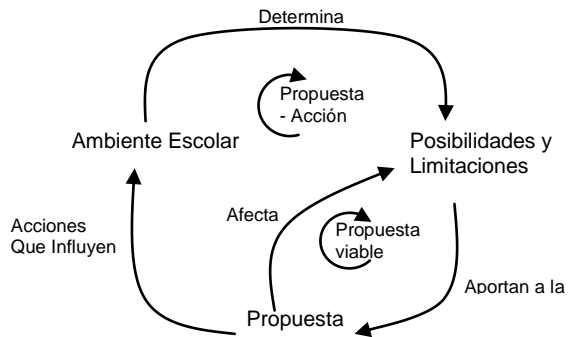 Determina
Propuesta
- Acción
Ambiente Escolar
Posibilidades y
Limitaciones
Acciones
Que Influyen
Afecta
Propuesta
viable
Aportan a la
Propuesta